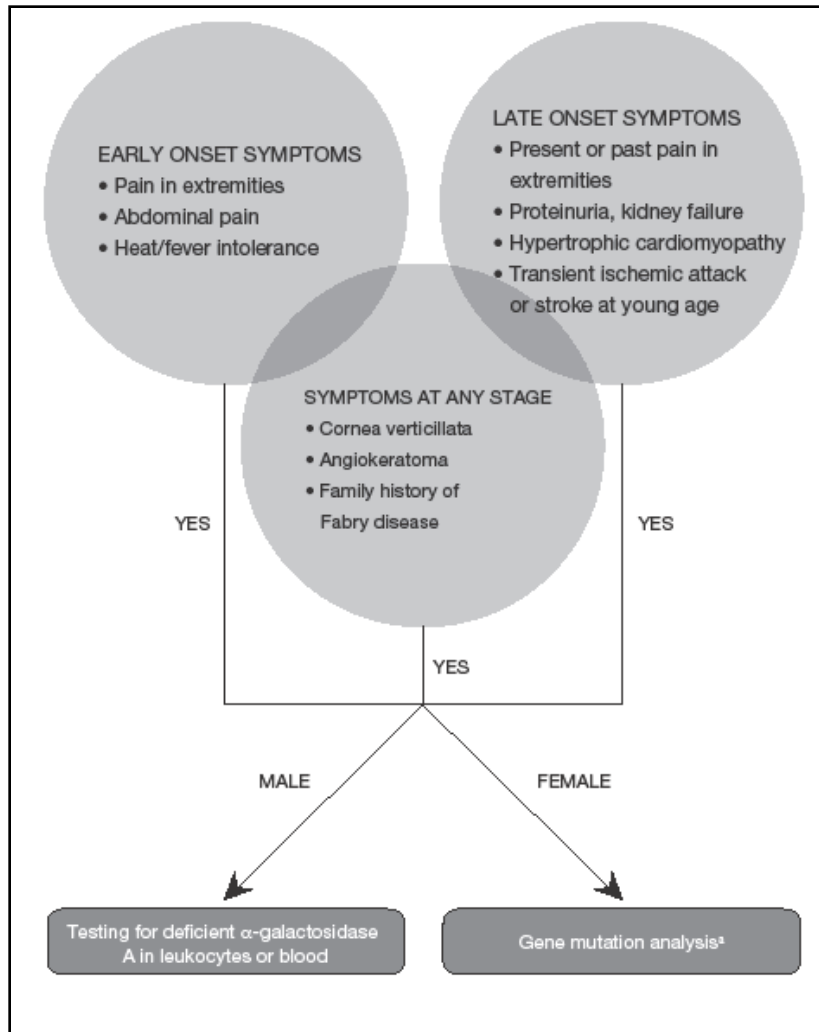 EARLY ONSET SYMPTOMS
• Pain in extremities
• Abdominal pain
• Heat/fever intolerance
LATE ONSET SYMPTOMS
• Present or past pain in
extremities
• Proteinuria, kidney failure
• Hypertrophic cardiomyopathy
• Transient ischemic attack
or stroke at young age
SYMPTOMS AT ANY STAGE
• Cornea verticillata
• Angiokeratoma
• Family history of
Fabry disease
YES
YES
YES
MALE
FEMALE
Testing for deficient α-galactosidase
A in leukocytes or blood
Gene mutation analysisª